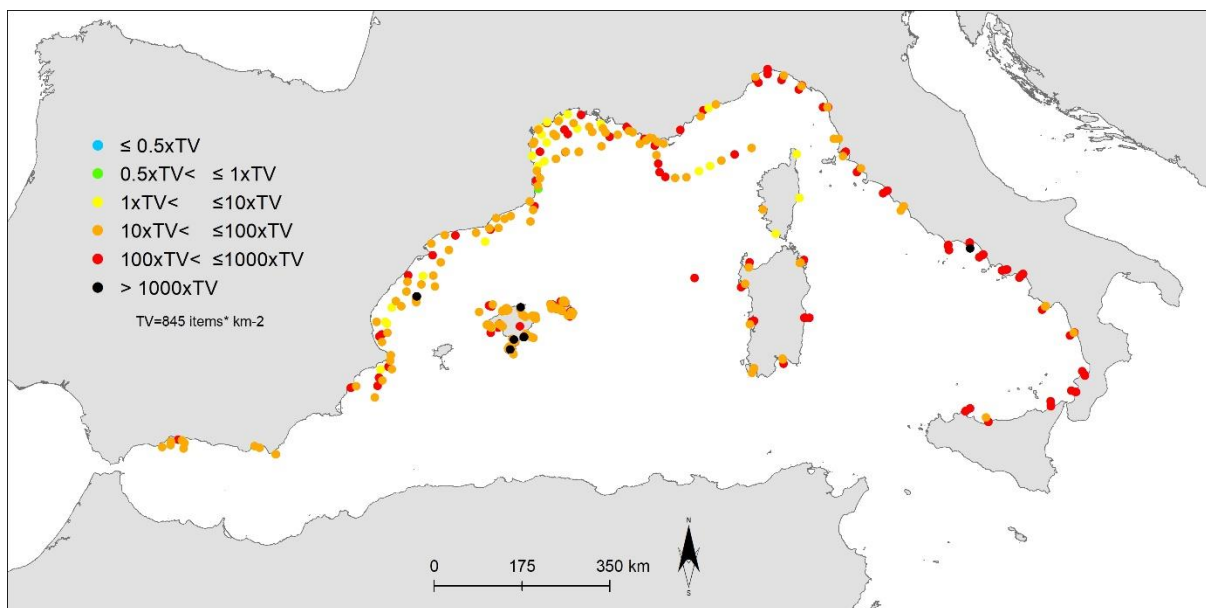 ≤ 0.5xTV
0.5xTV< ≤ 1xTV
1xTV< ≤10xTV
10xTV< ≤100xTV
100xTV< ≤1000xTV
> 1000xTV
TV=845 items* km-2
N
S
0 175 350 km